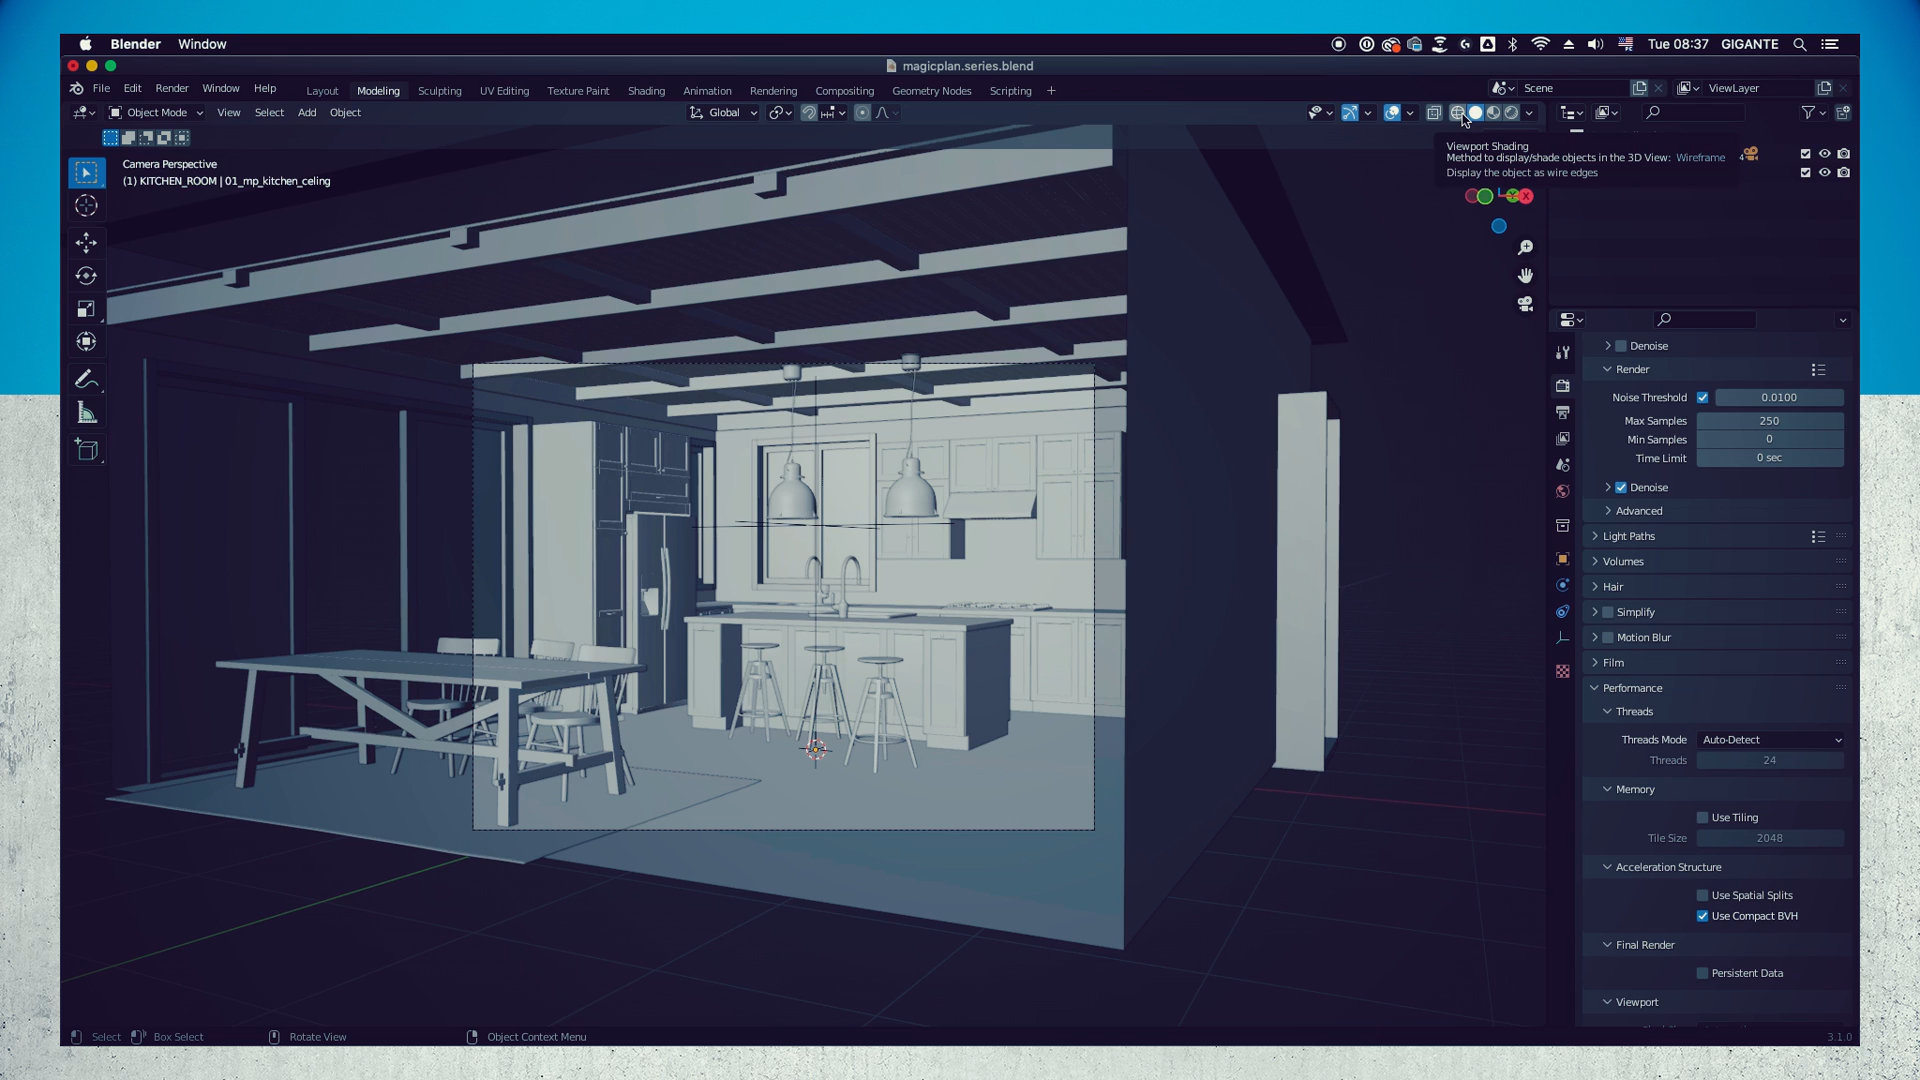 Blender Window Tue 08:37 GIGANTE
magicplan.series.blend
File Edit Render Window Help Layout Modeling Sculpting UV Editing Texture Paint Shading Animation Rendering Compositing Geometry Nodes Scripting + Scene ViewLayer
Object Mode View Select Add Object Global
Camera Perspective
(1) KITCHEN_ROOM | 01_mp_kitchen_celing
Viewport Shading
Method to display/shade objects in the 3D View: Wireframe
Display the object as wire edges
4
X
Denoise
Render
Noise Threshold 0.0100
Max Samples 250
Min Samples 0
Time Limit 0 sec
Denoise
Advanced
Light Paths
Volumes
Hair
Simplify
Motion Blur
Film
Performance
Threads
Threads Mode Auto-Detect
Threads 24
Memory
Use Tiling
Tile Size 2048
Acceleration Structure
Use Spatial Splits
Use Compact BVH
Final Render
Persistent Data
Viewport
Select Box Select Rotate View Object Context Menu 3.1.0